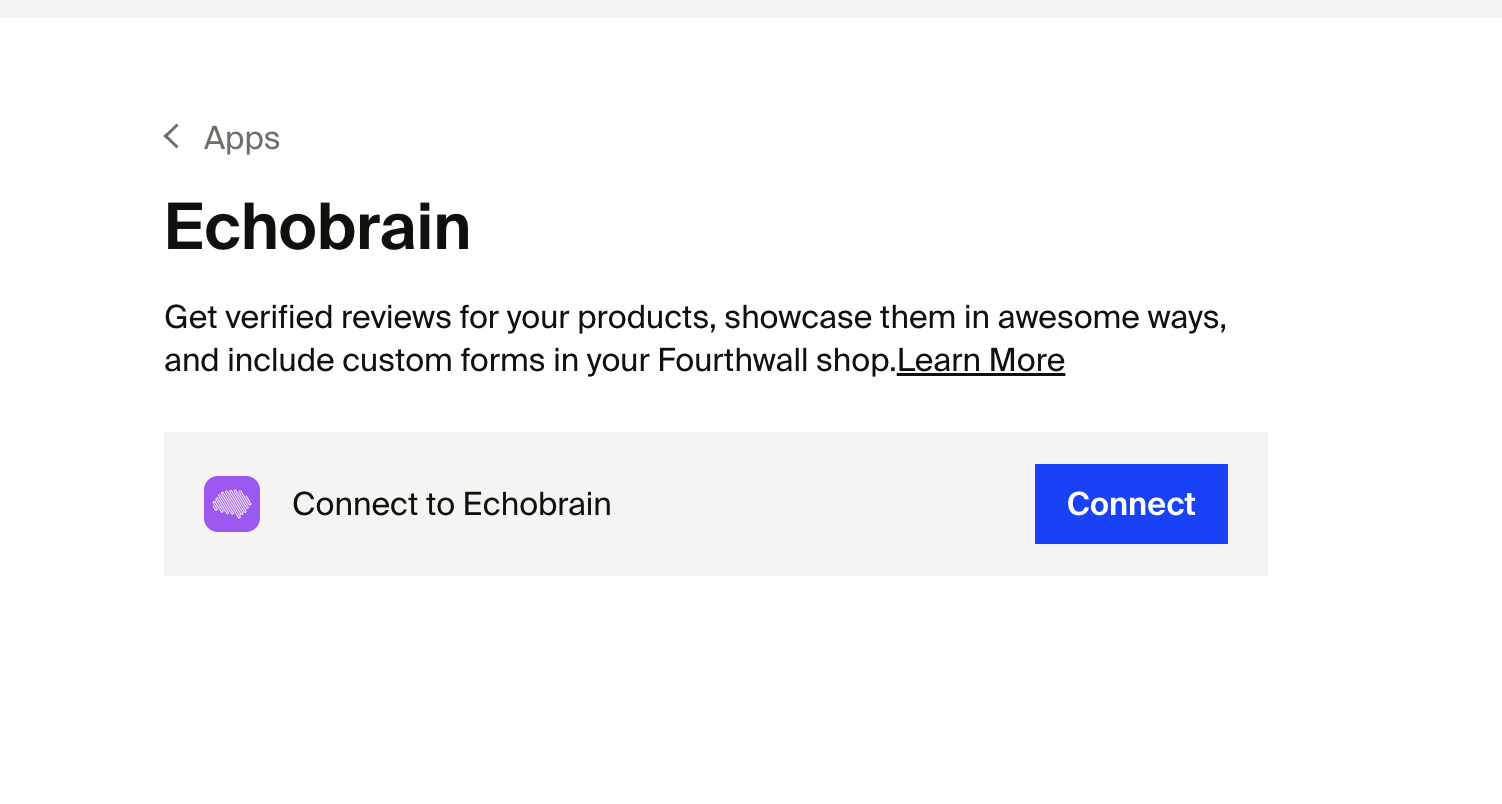 Apps
Echobrain
Get verified reviews for your products, showcase them in awesome ways,
and include custom forms in your Fourthwall shop.Learn More
Connect to Echobrain
Connect